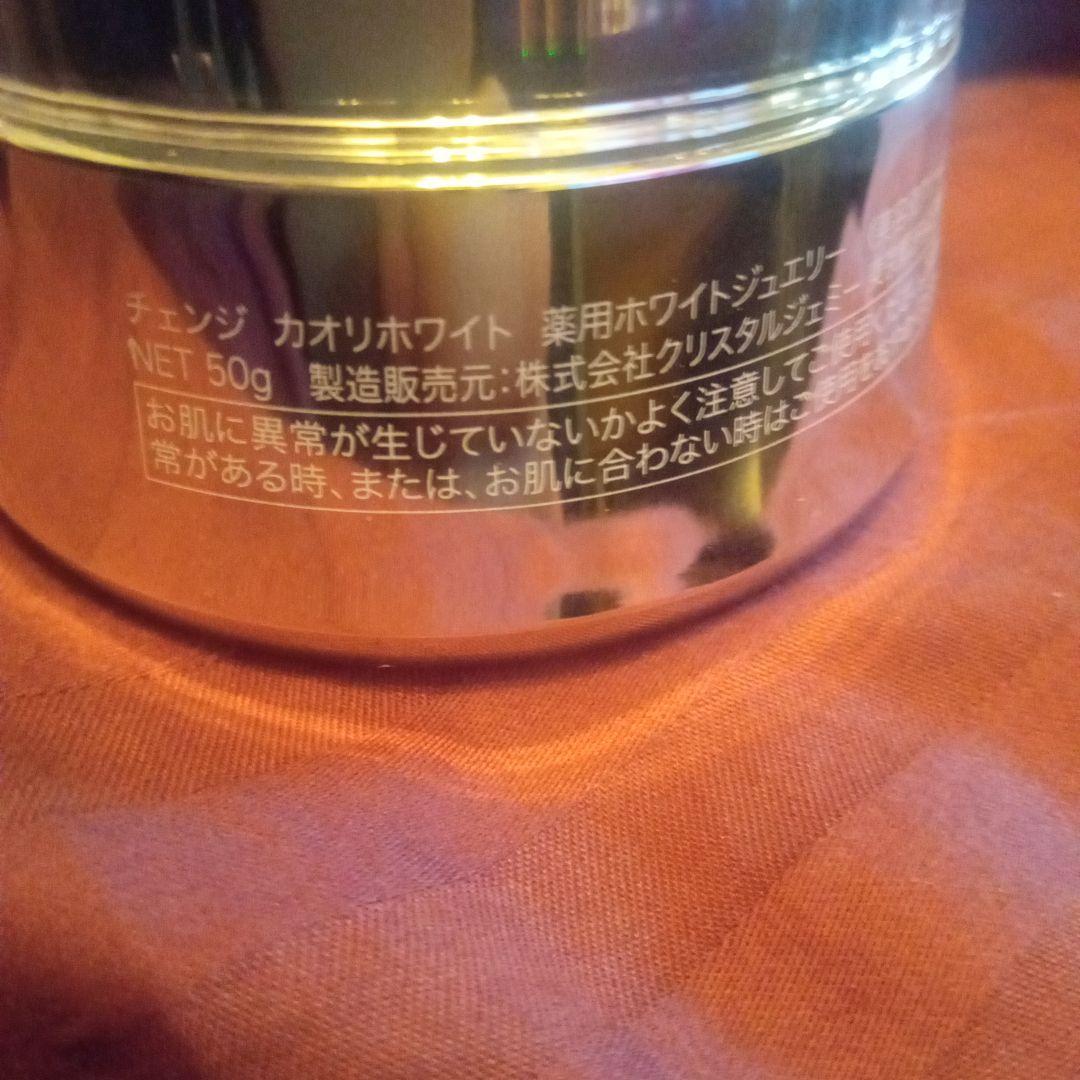 チェンジ カオリホワイト 薬用ホワイトジュエリー
NET 50g 製造販売元:株式会社クリスタルジェミー
お肌に異常が生じていないかよく注意してご使用く
常がある時、または、お肌に合わない時はご使用を